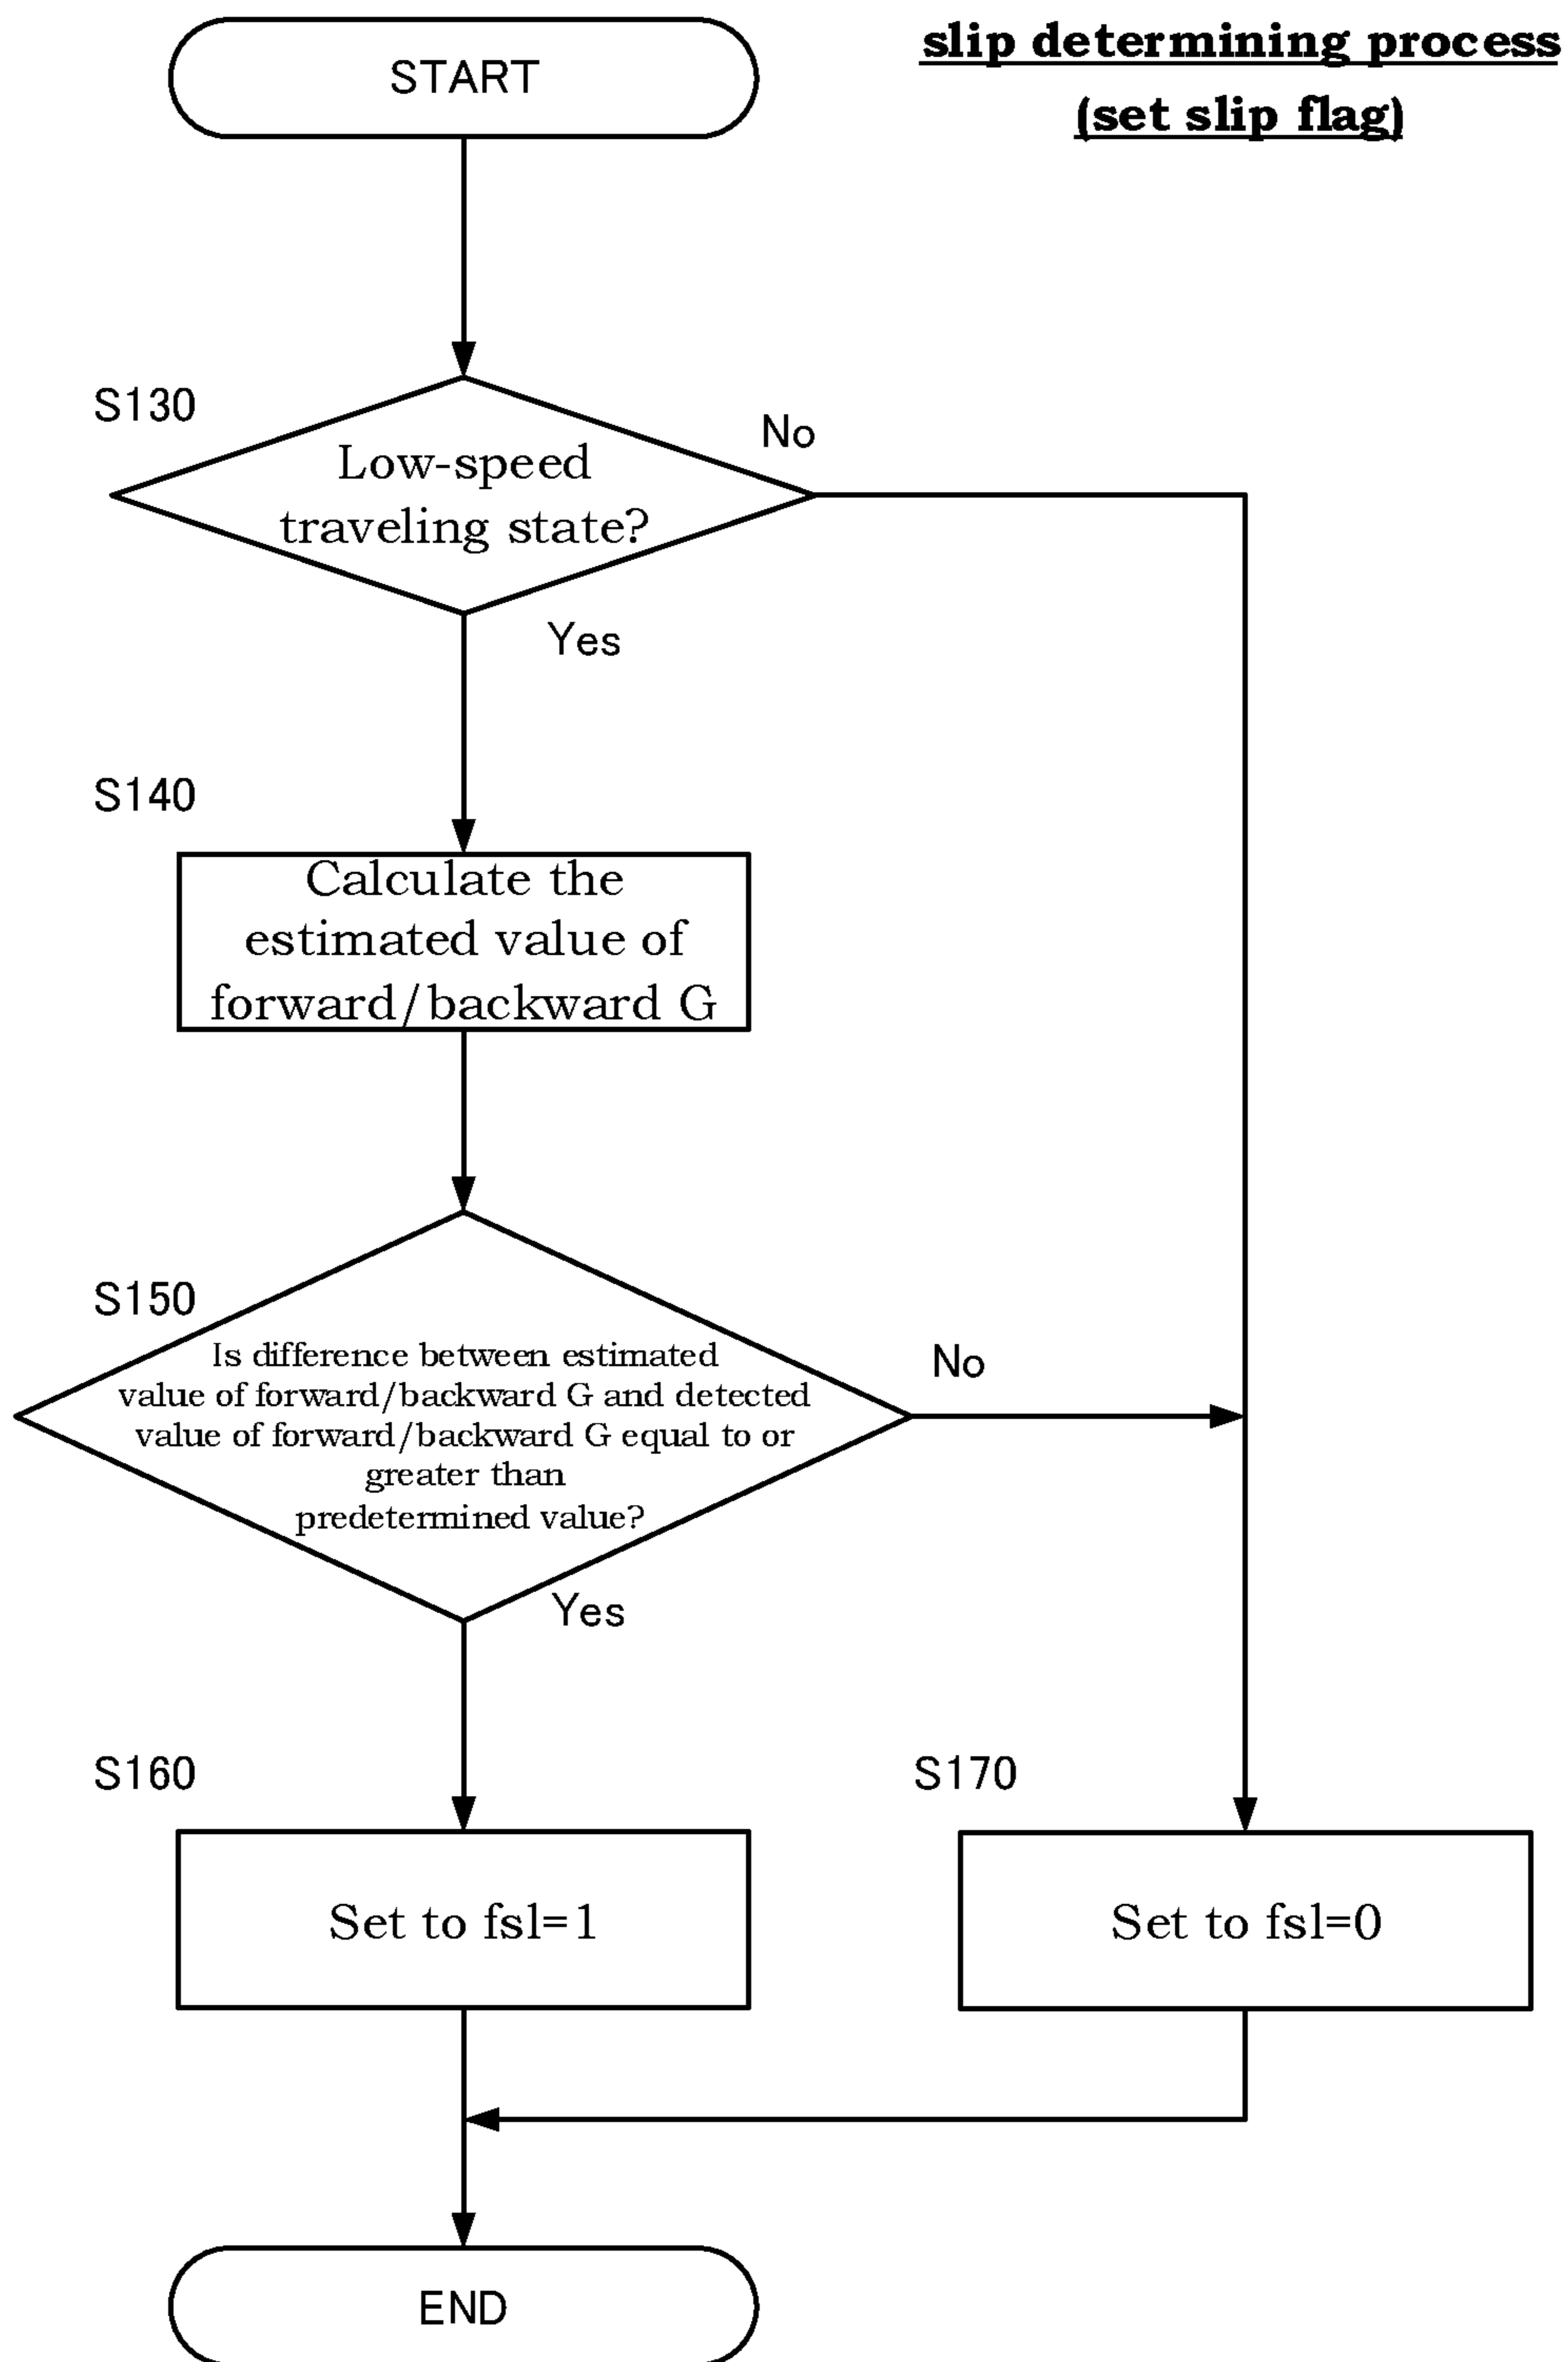 slip determining process
(set slip flag)
START
S130
Low-speed
traveling state?
No
Yes
S140
Calculate the
estimated value of
forward/backward G
S150
Is difference between estimated
value of forward/backward G and detected
value of forward/backward G equal to or
greater than
predetermined value?
No
Yes
S160
Set to fsl=1
S170
Set to fsl=0
END